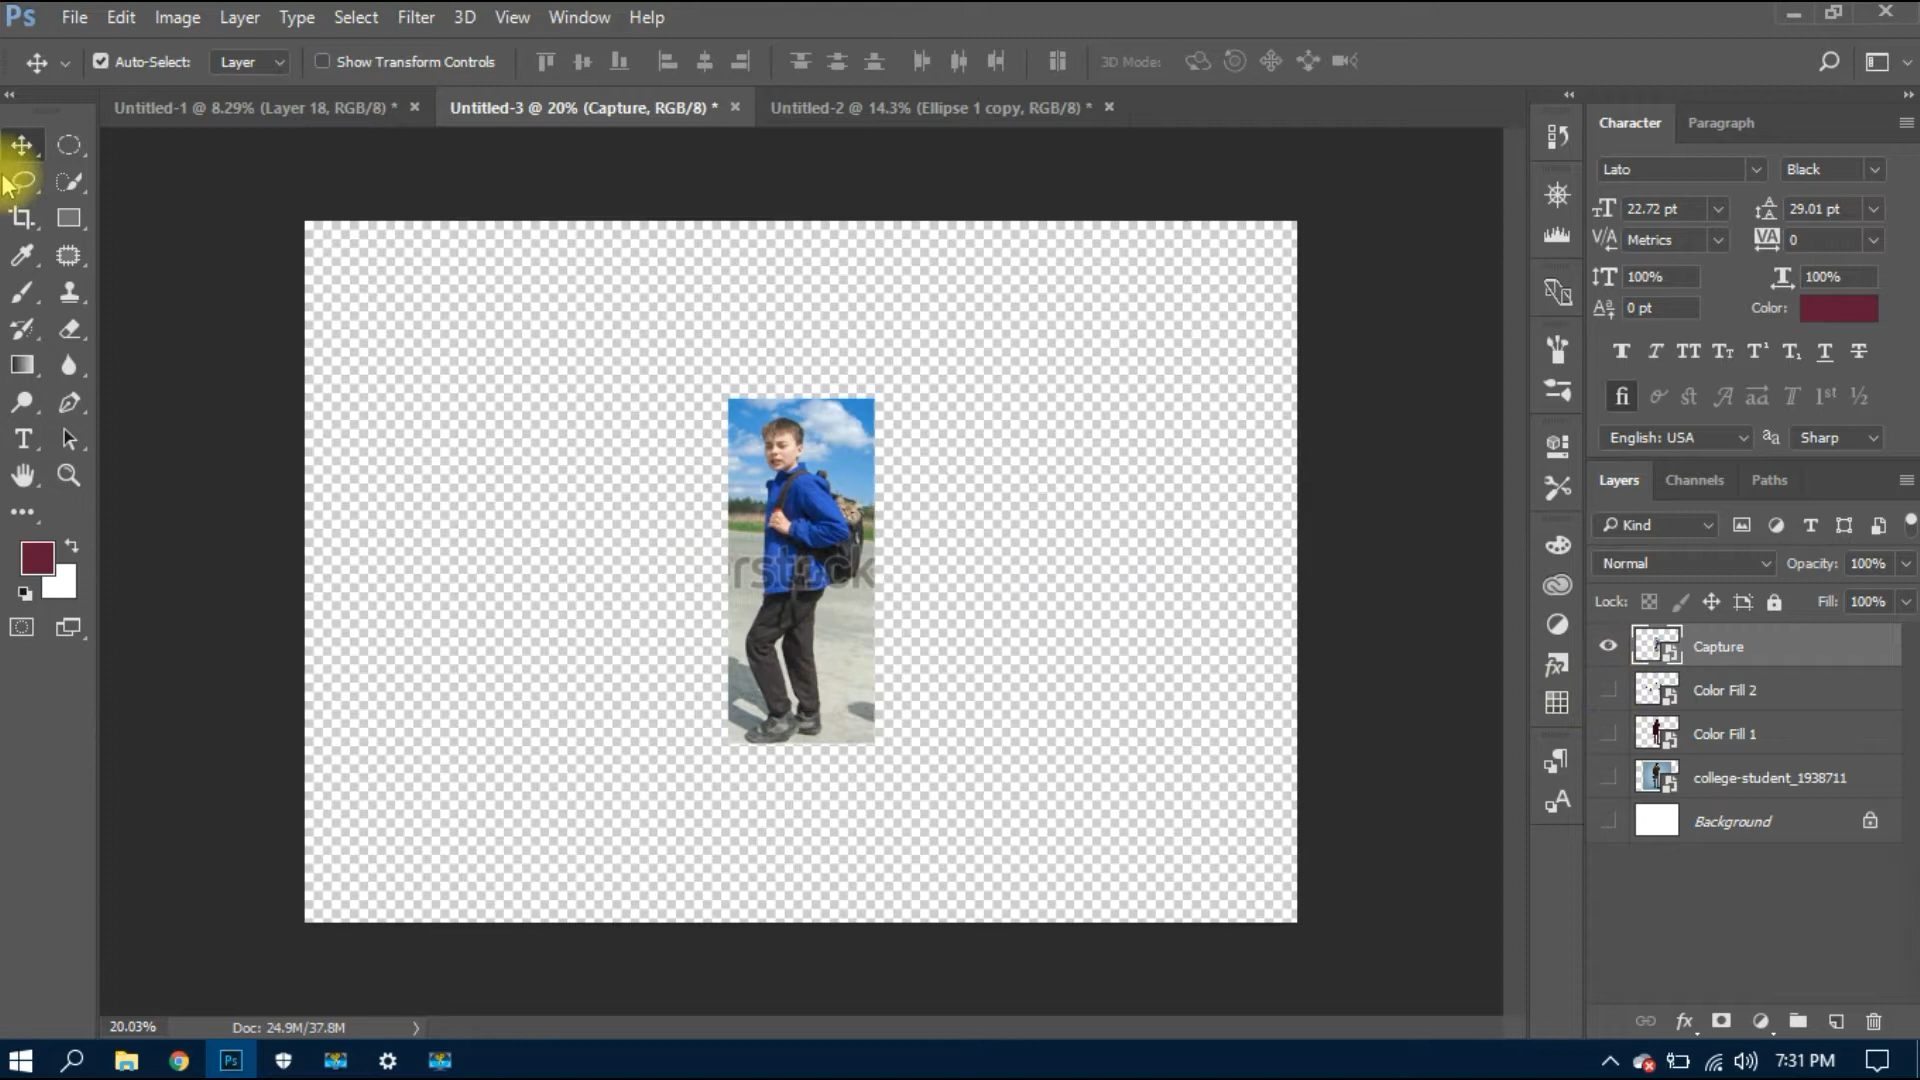 Ps File Edit Image Layer Type Select Filter 3D View Window Help
Auto-Select: Layer Show Transform Controls 3D Mode:
Untitled-1 @ 8.29% (Layer 18, RGB/8) * × Untitled-3 @ 20% (Capture, RGB/8) * × Untitled-2 @ 14.3% (Ellipse 1 copy, RGB/8) * ×
Character Paragraph
Lato Black
22.72 pt 29.01 pt
Metrics 0
100% 100%
0 pt Color:
English: USA aa Sharp
Layers Channels Paths
Kind
Normal Opacity: 100%
Lock: Fill: 100%
Capture
Color Fill 2
Color Fill 1
college-student_1938711
Background
rstock
20.03% Doc: 24.9M/37.8M
Ps 7:31 PM